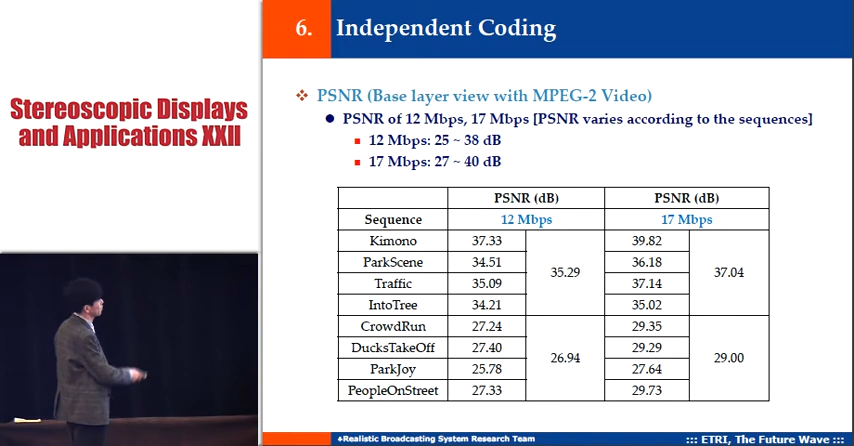 Stereoscopic Displays
and Applications XXII
6. Independent Coding
❖ PSNR (Base layer view with MPEG-2 Video)
● PSNR of 12 Mbps, 17 Mbps [PSNR varies according to the sequences]
■ 12 Mbps: 25 ~ 38 dB
■ 17 Mbps: 27 ~ 40 dB
PSNR (dB) PSNR (dB)
Sequence 12 Mbps 17 Mbps
Kimono 37.33 39.82
ParkScene 34.51 36.18
35.29 37.04
Traffic 35.09 37.14
IntoTree 34.21 35.02
CrowdRun 27.24 29.35
DucksTakeOff 27.40 29.29
26.94 29.00
ParkJoy 25.78 27.64
PeopleOnStreet 27.33 29.73
♠Realistic Broadcasting System Research Team
::: ETRI, The Future Wave :::